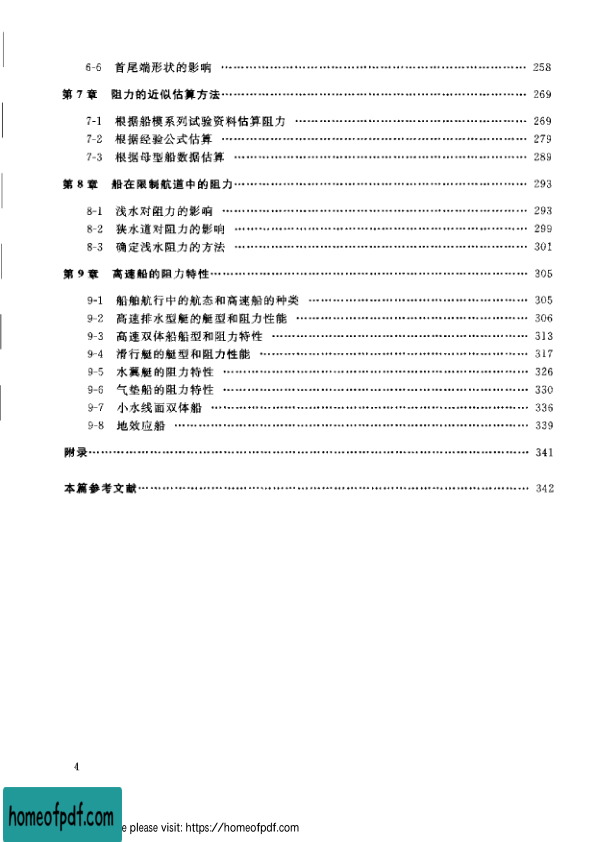 6-6 首尾端形状的影响 …… 258
第7章 阻力的近似估算方法 …… 269
7-1 根据船模系列试验资料估算阻力 …… 269
7-2 根据经验公式估算 …… 279
7-3 根据母型船数据估算 …… 289
第8章 船在限制航道中的阻力 …… 293
8-1 浅水对阻力的影响 …… 293
8-2 狭水道对阻力的影响 …… 299
8-3 确定浅水阻力的方法 …… 301
第9章 高速船的阻力特性 …… 305
9-1 船舶航行中的航态和高速船的种类 …… 305
9-2 高速排水型艇的艇型和阻力性能 …… 306
9-3 高速双体船船型和阻力特性 …… 313
9-4 滑行艇的艇型和阻力性能 …… 317
9-5 水翼艇的阻力特性 …… 326
9-6 气垫船的阻力特性 …… 330
9-7 小水线面双体船 …… 336
9-8 地效应船 …… 339
附录 …… 341
本篇参考文献 …… 342
4
homeofpdf.com
e please visit: https://homeofpdf.com